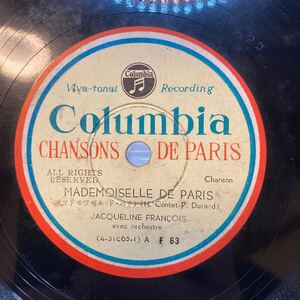 Viva-tonal Columbia Recording
Columbia
CHANSONS DE PARIS
ALL RIGHTS RESERVED
Chanson
MADEMOISELLE DE PARIS
(マドモワゼル・ド・パリ) (H. Contet-P. Durand)
JACQUELINE FRANÇOIS
avec orchestre
(4-31C65-1) A F 63